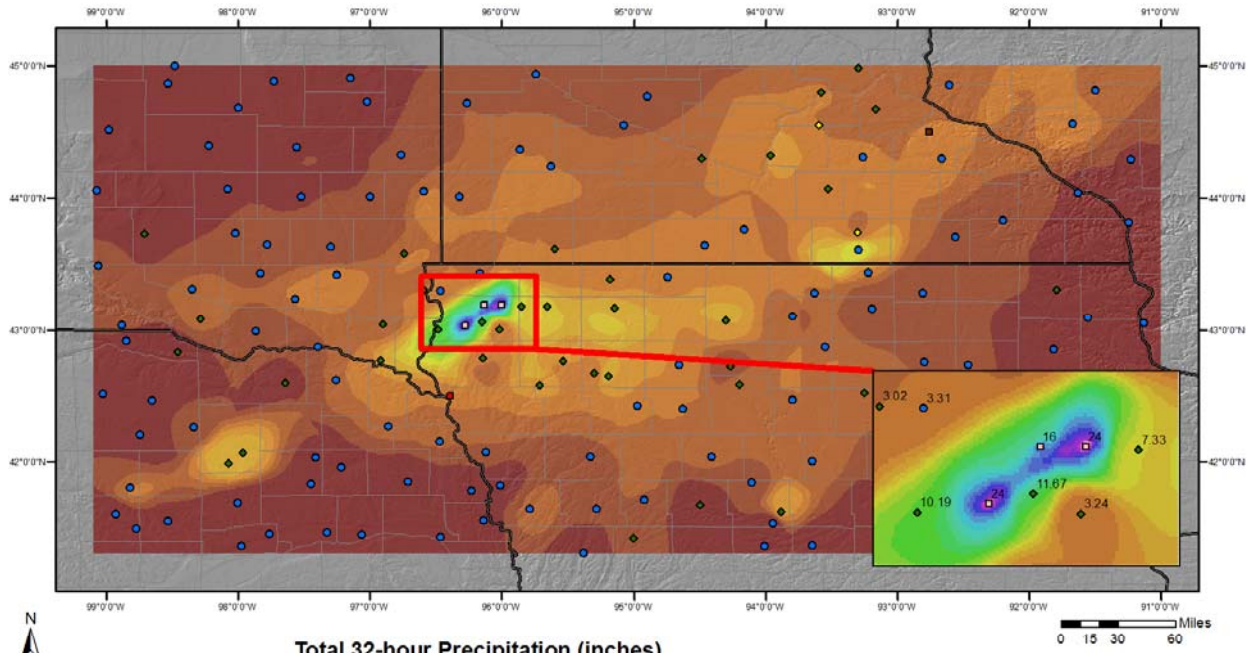 99°0'0"W 98°0'0"W 97°0'0"W 96°0'0"W 95°0'0"W 94°0'0"W 93°0'0"W 92°0'0"W 91°0'0"W
45°0'0"N 45°0'0"N
44°0'0"N 44°0'0"N
43°0'0"N 43°0'0"N
3.02 3.31
16 24 7.33
42°0'0"N 42°0'0"N
11.67
10.19 24 3.24
99°0'0"W 98°0'0"W 97°0'0"W 96°0'0"W 95°0'0"W 94°0'0"W 93°0'0"W 92°0'0"W 91°0'0"W
N
Miles
0 15 30 60
Total 32-hour Precipitation (inches)